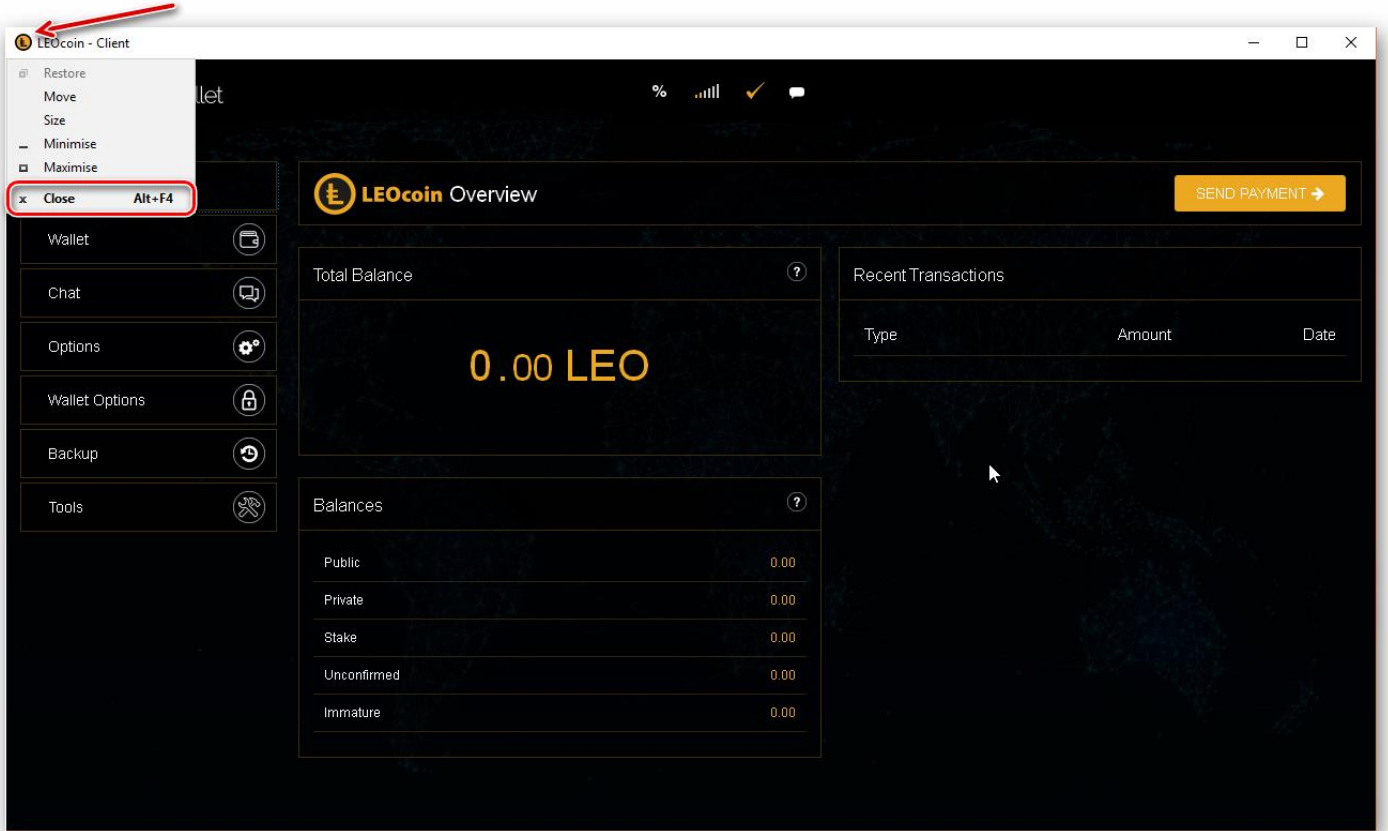 LEOcoin - Client
Restore
Move
Size
Minimise
Maximise
Close Alt+F4
llet
%
LEOcoin Overview
SEND PAYMENT
Wallet
Chat
Options
Wallet Options
Backup
Tools
Total Balance ?
0.00 LEO
Balances ?
Public 0.00
Private 0.00
Stake 0.00
Unconfirmed 0.00
Immature 0.00
Recent Transactions
Type Amount Date